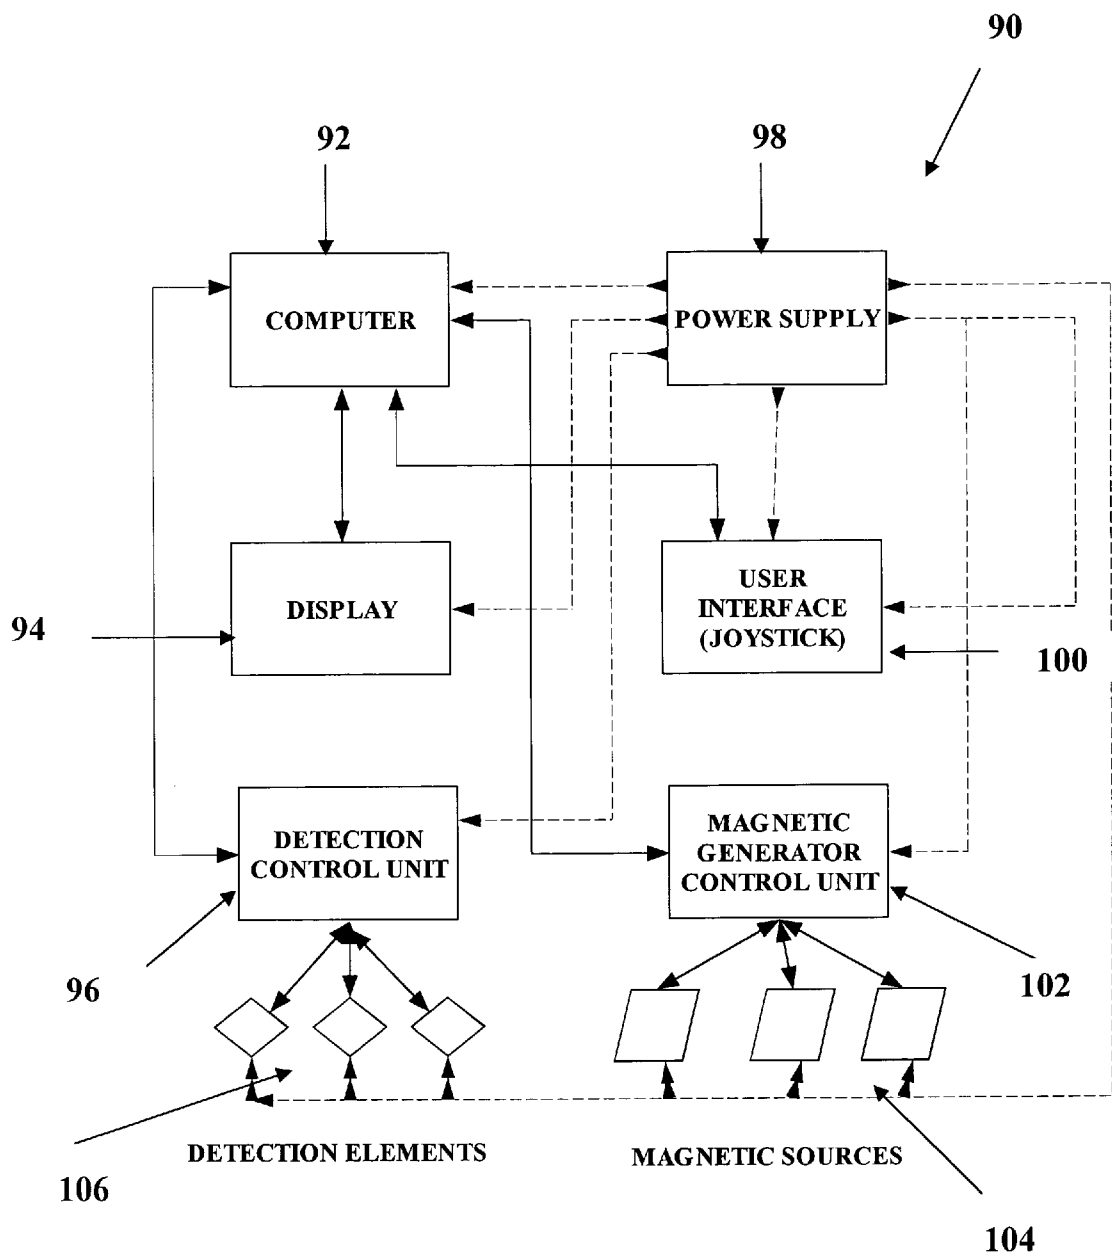 90
92
98
COMPUTER
POWER SUPPLY
DISPLAY
USER
INTERFACE
(JOYSTICK)
94
100
DETECTION
CONTROL UNIT
MAGNETIC
GENERATOR
CONTROL UNIT
96
102
DETECTION ELEMENTS
MAGNETIC SOURCES
106
104